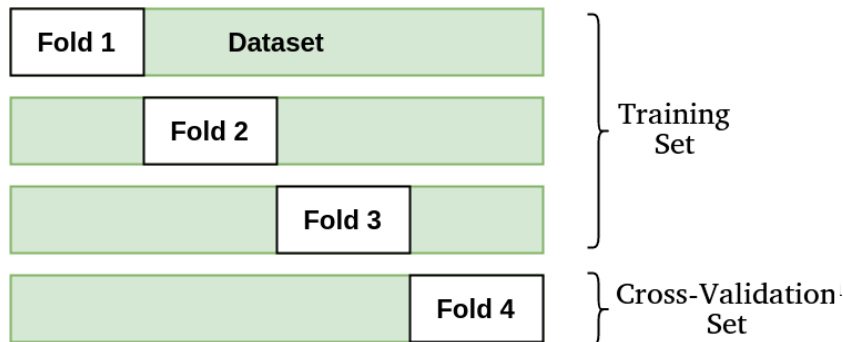 Fold 1 Dataset
Fold 2
Training
Set
Fold 3
Cross-Validation
Set
Fold 4